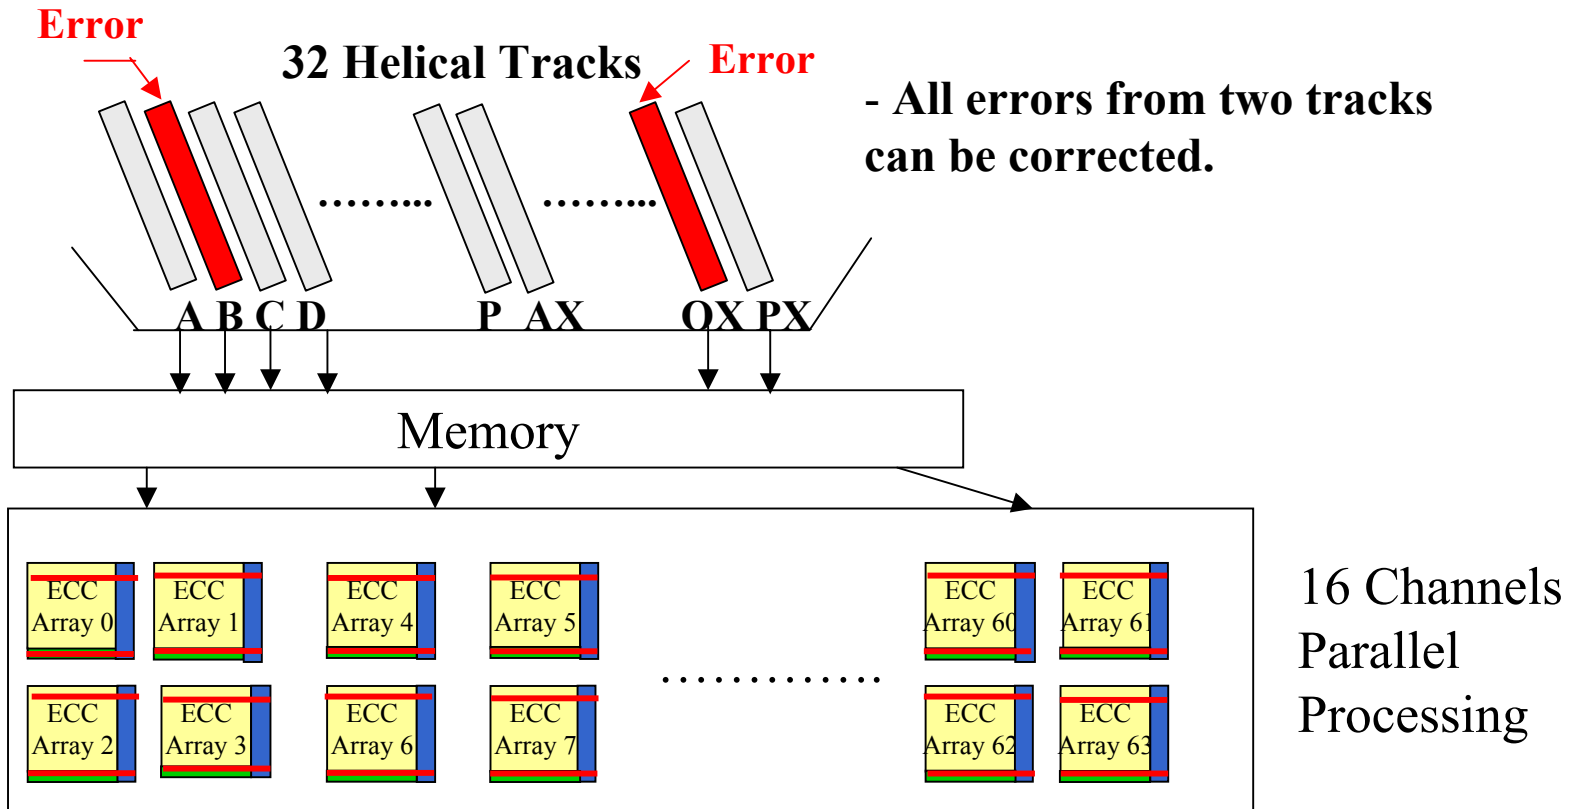 Error
32 Helical Tracks
Error
- All errors from two tracks
can be corrected.
……... ……...
A B C D P AX OX PX
Memory
ECC
Array 0
ECC
Array 1
ECC
Array 4
ECC
Array 5
ECC
Array 60
ECC
Array 61
ECC
Array 2
ECC
Array 3
ECC
Array 6
ECC
Array 7
………….
ECC
Array 62
ECC
Array 63
16 Channels
Parallel
Processing